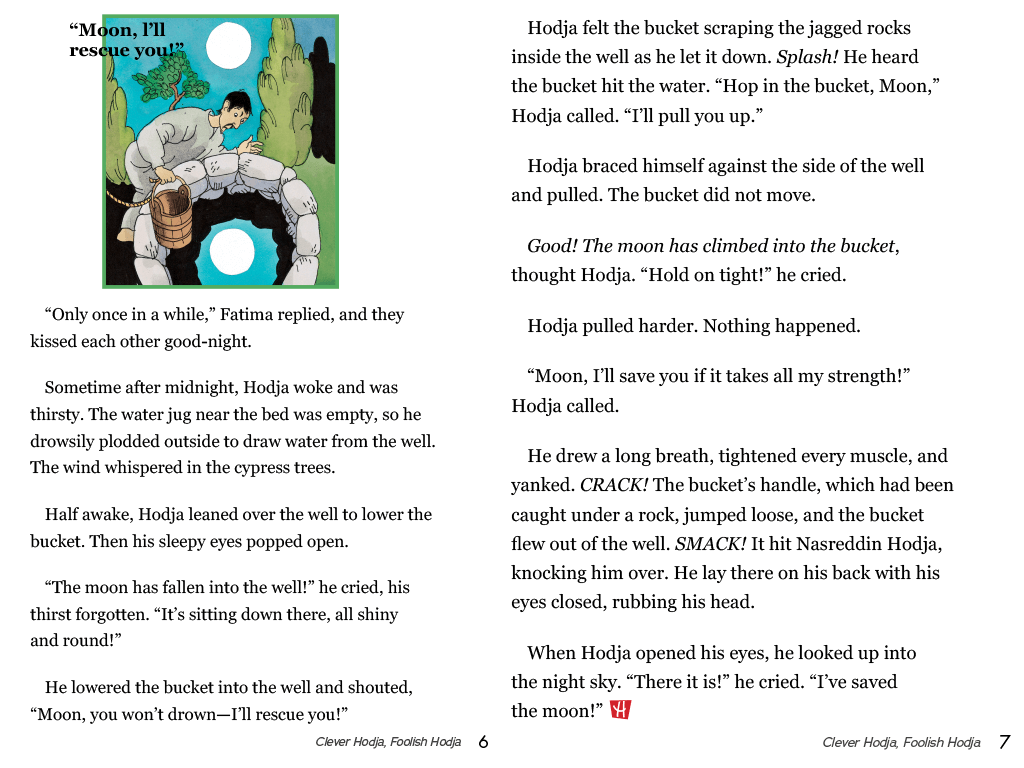 “Moon, I’ll
rescue you!”
“Only once in a while,” Fatima replied, and they
kissed each other good-night.
Sometime after midnight, Hodja woke and was
thirsty. The water jug near the bed was empty, so he
drowsily plodded outside to draw water from the well.
The wind whispered in the cypress trees.
Half awake, Hodja leaned over the well to lower the
bucket. Then his sleepy eyes popped open.
“The moon has fallen into the well!” he cried, his
thirst forgotten. “It’s sitting down there, all shiny
and round!”
He lowered the bucket into the well and shouted,
“Moon, you won’t drown—I’ll rescue you!”
Clever Hodja, Foolish Hodja 6
Hodja felt the bucket scraping the jagged rocks
inside the well as he let it down. Splash! He heard
the bucket hit the water. “Hop in the bucket, Moon,”
Hodja called. “I’ll pull you up.”
Hodja braced himself against the side of the well
and pulled. The bucket did not move.
Good! The moon has climbed into the bucket,
thought Hodja. “Hold on tight!” he cried.
Hodja pulled harder. Nothing happened.
“Moon, I’ll save you if it takes all my strength!”
Hodja called.
He drew a long breath, tightened every muscle, and
yanked. CRACK! The bucket’s handle, which had been
caught under a rock, jumped loose, and the bucket
flew out of the well. SMACK! It hit Nasreddin Hodja,
knocking him over. He lay there on his back with his
eyes closed, rubbing his head.
When Hodja opened his eyes, he looked up into
the night sky. “There it is!” he cried. “I’ve saved
the moon!” H
Clever Hodja, Foolish Hodja 7